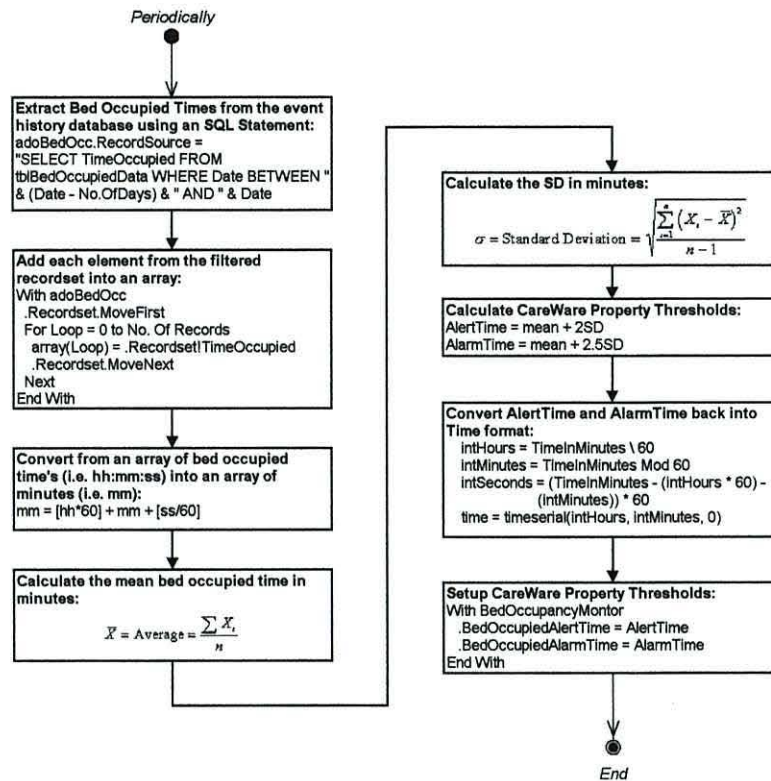 Periodically
Extract Bed Occupied Times from the event
history database using an SQL Statement:
adoBedOcc.RecordSource =
"SELECT TimeOccupied FROM
tblBedOccupiedData WHERE Date BETWEEN "
& (Date - No.OfDays) & " AND " & Date
Add each element from the filtered
recordset into an array:
With adoBedOcc
.Recordset.MoveFirst
For Loop = 0 to No. Of Records
array(Loop) = .Recordset!TimeOccupied
.Recordset.MoveNext
Next
End With
Convert from an array of bed occupied
time's (i.e. hh:mm:ss) into an array of
minutes (i.e. mm):
mm = [hh*60] + mm + [ss/60]
Calculate the mean bed occupied time in
minutes:
X̄ = Average = ∑ Xᵢ / n
Calculate the SD in minutes:
σ = Standard Deviation = √(∑ⁿᵢ₌₁ (Xᵢ - X̄)² / n - 1)
Calculate CareWare Property Thresholds:
AlertTime = mean + 2SD
AlarmTime = mean + 2.5SD
Convert AlertTime and AlarmTime back into
Time format:
intHours = TimeInMinutes \ 60
intMinutes = TimeInMinutes Mod 60
intSeconds = (TimeInMinutes - (intHours * 60) -
(intMinutes)) * 60
time = timeserial(intHours, intMinutes, 0)
Setup CareWare Property Thresholds:
With BedOccupancyMontor
.BedOccupiedAlertTime = AlertTime
.BedOccupiedAlarmTime = AlarmTime
End With
End